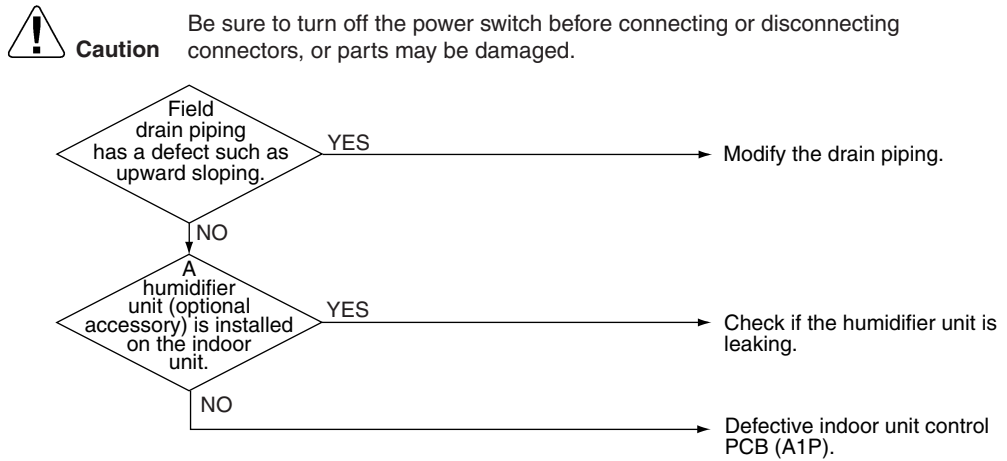 Be sure to turn off the power switch before connecting or disconnecting
Caution connectors, or parts may be damaged.
Field
drain piping
has a defect such as
upward sloping.
YES
Modify the drain piping.
NO
A
humidifier
unit (optional
accessory) is installed
on the indoor
unit.
YES
Check if the humidifier unit is
leaking.
NO
Defective indoor unit control
PCB (A1P).